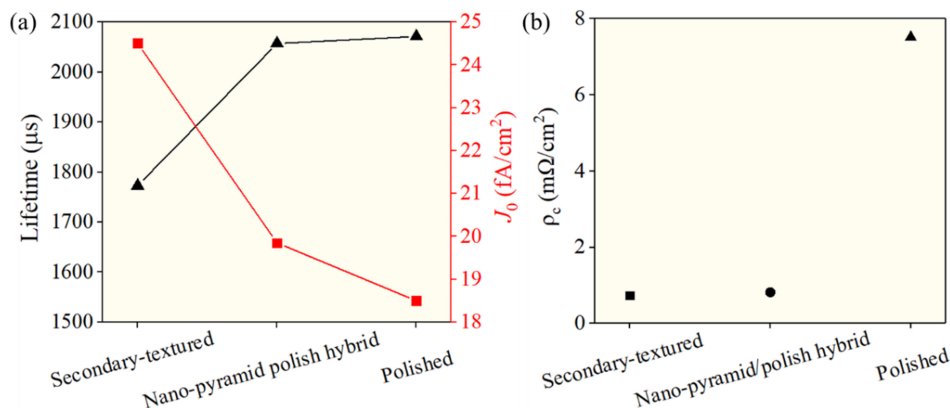 (a)
2100
2000
1900
1800
1700
1600
1500
Lifetime (μs)
25
24
23
22
21
20
19
18
J₀ (fA/cm²)
Secondary-textured
Nano-pyramid polish hybrid
Polished
(b)
8
6
4
2
0
ρc (mΩ/cm²)
Secondary-textured
Nano-pyramid/polish hybrid
Polished